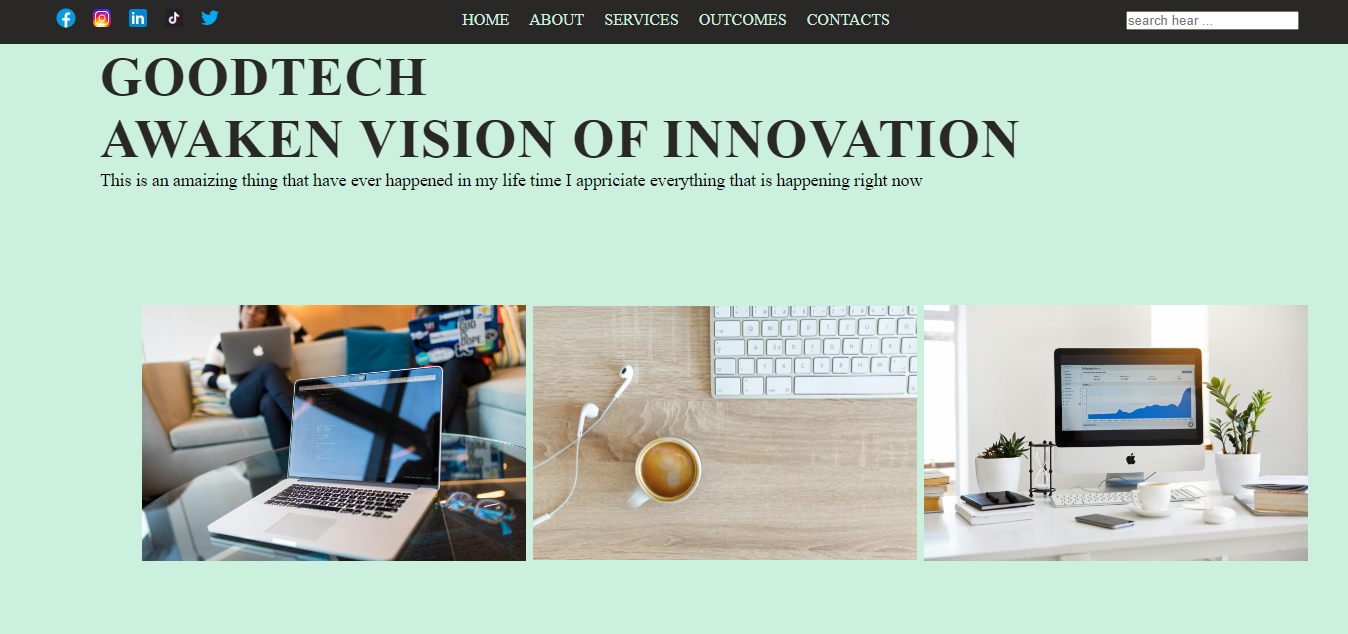 HOME ABOUT SERVICES OUTCOMES CONTACTS
search hear ...
GOODTECH
AWAKEN VISION OF INNOVATION
This is an amaizing thing that have ever happened in my life time I appriciate everything that is happening right now